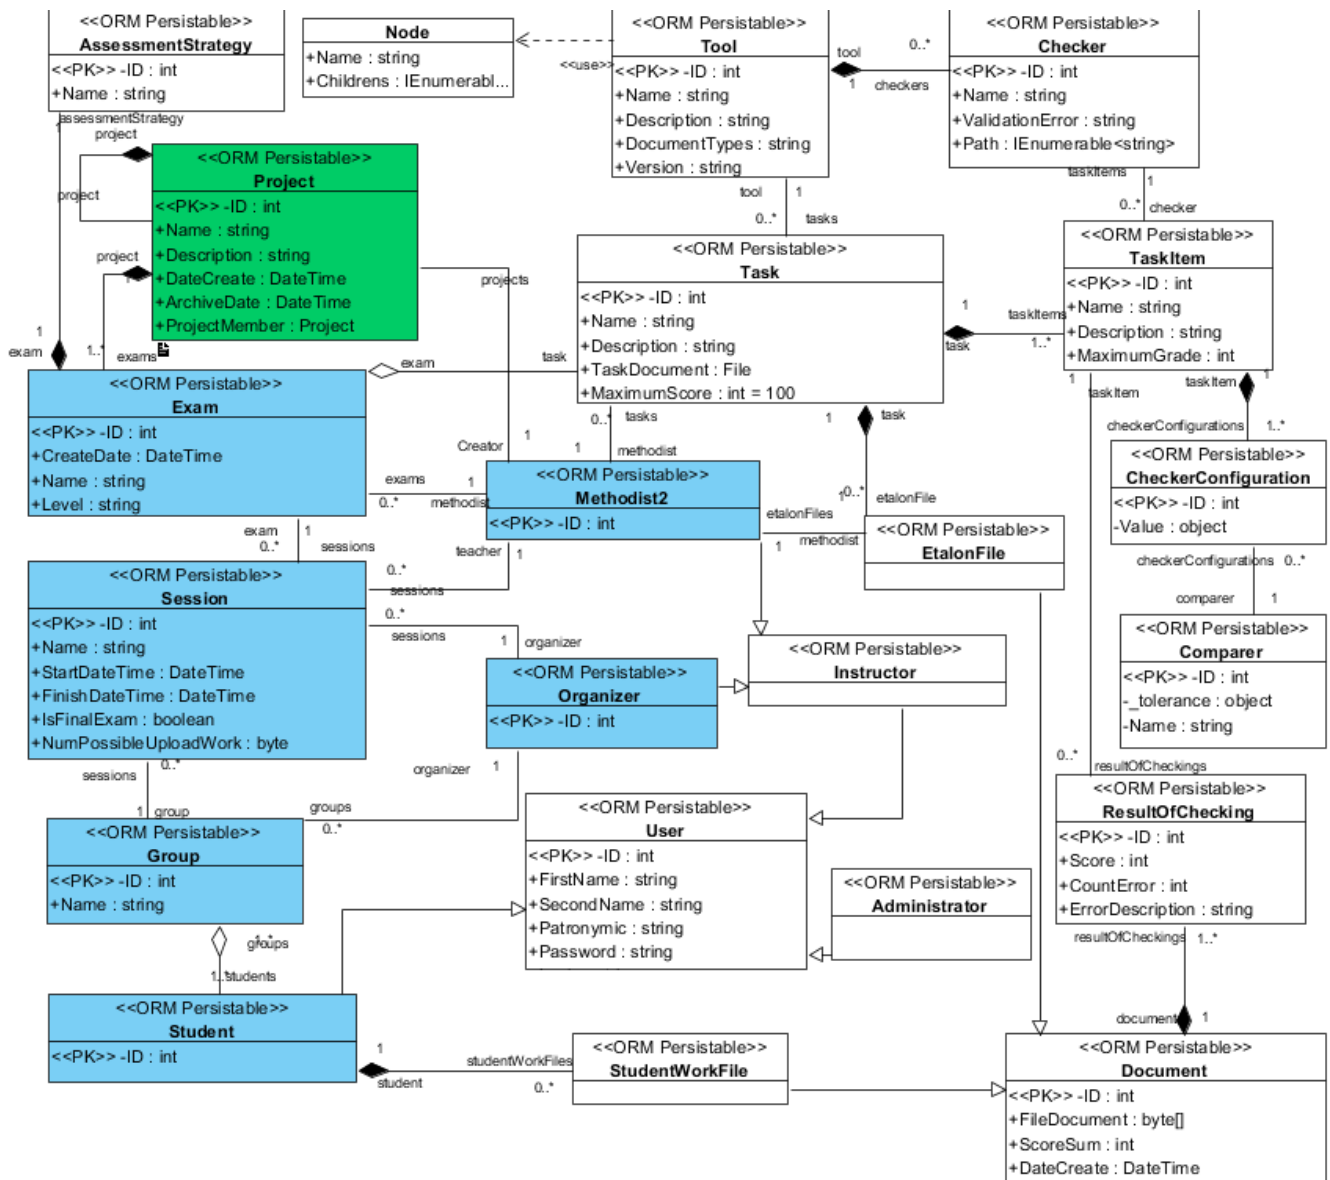 <<ORM Persistable>>
AssessmentStrategy
<<PK>> -ID : int
+Name : string
Node
+Name : string
+Childrens : IEnumerabl...
<<use>>
<<ORM Persistable>>
Tool
<<PK>> -ID : int
+Name : string
+Description : string
+DocumentTypes : string
+Version : string
tool
1
0..*
checkers
<<ORM Persistable>>
Checker
<<PK>> -ID : int
+Name : string
+ValidationError : string
+Path : IEnumerable<string>
taskItems
1
0..*
checker
assessmentStrategy
1
project
project
project
<<ORM Persistable>>
Project
<<PK>> -ID : int
+Name : string
+Description : string
+DateCreate : DateTime
+ArchiveDate : DateTime
+ProjectMember : Project
projects
tool
1
0..*
tasks
<<ORM Persistable>>
Task
<<PK>> -ID : int
+Name : string
+Description : string
+TaskDocument : File
+MaximumScore : int = 100
1
taskItems
task
1..*
<<ORM Persistable>>
TaskItem
<<PK>> -ID : int
+Name : string
+Description : string
+MaximumGrade : int
1
exam
1..*
exams
exam
task
<<ORM Persistable>>
Exam
<<PK>> -ID : int
+CreateDate : DateTime
+Name : string
+Level : string
0..*
tasks
1
task
1
taskItem
taskItem
1
checkerConfigurations
1..*
<<ORM Persistable>>
CheckerConfiguration
<<PK>> -ID : int
-Value : object
Creator
1
1
methodist
exams
1
0..*
methodist
<<ORM Persistable>>
Methodist2
<<PK>> -ID : int
1
0..*
etalonFile
etalonFiles
1
methodist
<<ORM Persistable>>
EtalonFile
exam
1
0..*
sessions
teacher
1
0..*
sessions
checkerConfigurations
0..*
comparer
1
<<ORM Persistable>>
Session
<<PK>> -ID : int
+Name : string
+StartDateTime : DateTime
+FinishDateTime : DateTime
+IsFinalExam : boolean
+NumPossibleUploadWork : byte
0..*
sessions
1
organizer
<<ORM Persistable>>
Organizer
<<PK>> -ID : int
<<ORM Persistable>>
Instructor
<<ORM Persistable>>
Comparer
<<PK>> -ID : int
-_tolerance : object
-Name : string
0..*
sessions
organizer
1
1
group
groups
0..*
0..*
resultOfCheckings
<<ORM Persistable>>
ResultOfChecking
<<PK>> -ID : int
+Score : int
+CountError : int
+ErrorDescription : string
<<ORM Persistable>>
Group
<<PK>> -ID : int
+Name : string
<<ORM Persistable>>
User
<<PK>> -ID : int
+FirstName : string
+SecondName : string
+Patronymic : string
+Password : string
<<ORM Persistable>>
Administrator
groups
students
resultOfCheckings
1..*
<<ORM Persistable>>
Student
<<PK>> -ID : int
1
student
studentWorkFiles
0..*
<<ORM Persistable>>
StudentWorkFile
document
1
<<ORM Persistable>>
Document
<<PK>> -ID : int
+FileDocument : byte[]
+ScoreSum : int
+DateCreate : DateTime